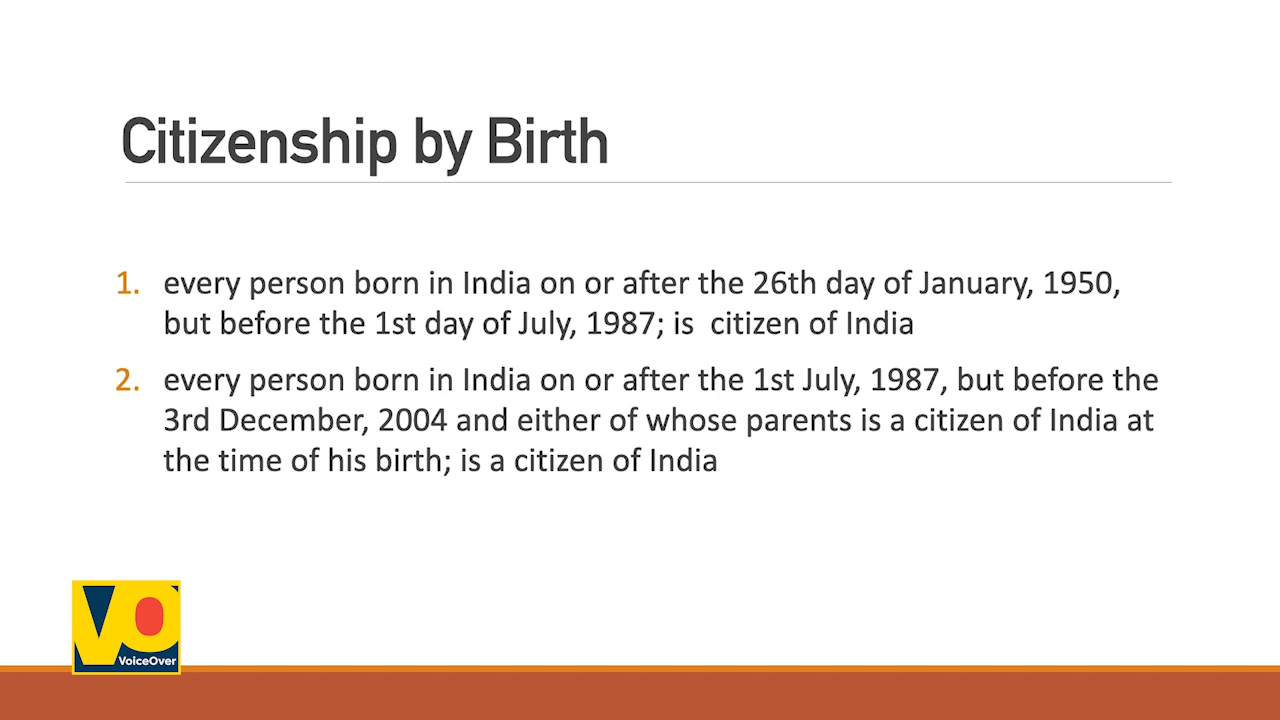 Citizenship by Birth
1. every person born in India on or after the 26th day of January, 1950,
but before the 1st day of July, 1987; is  citizen of India
2. every person born in India on or after the 1st July, 1987, but before the
3rd December, 2004 and either of whose parents is a citizen of India at
the time of his birth; is a citizen of India
VO
VoiceOver